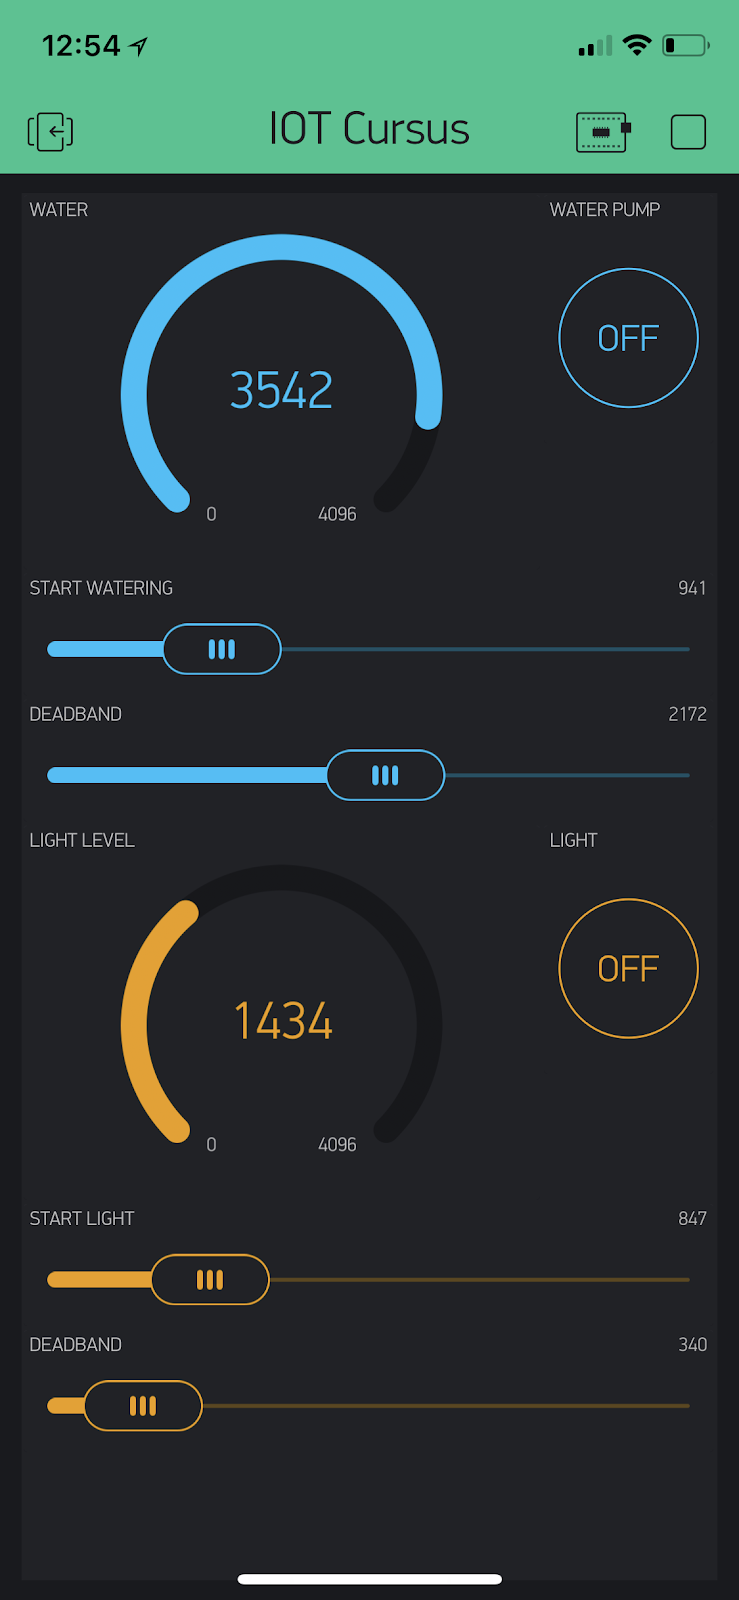 12:54
IOT Cursus
WATER
WATER PUMP
OFF
3542
0 4096
START WATERING 941
DEADBAND 2172
LIGHT LEVEL
LIGHT
OFF
1434
0 4096
START LIGHT 847
DEADBAND 340